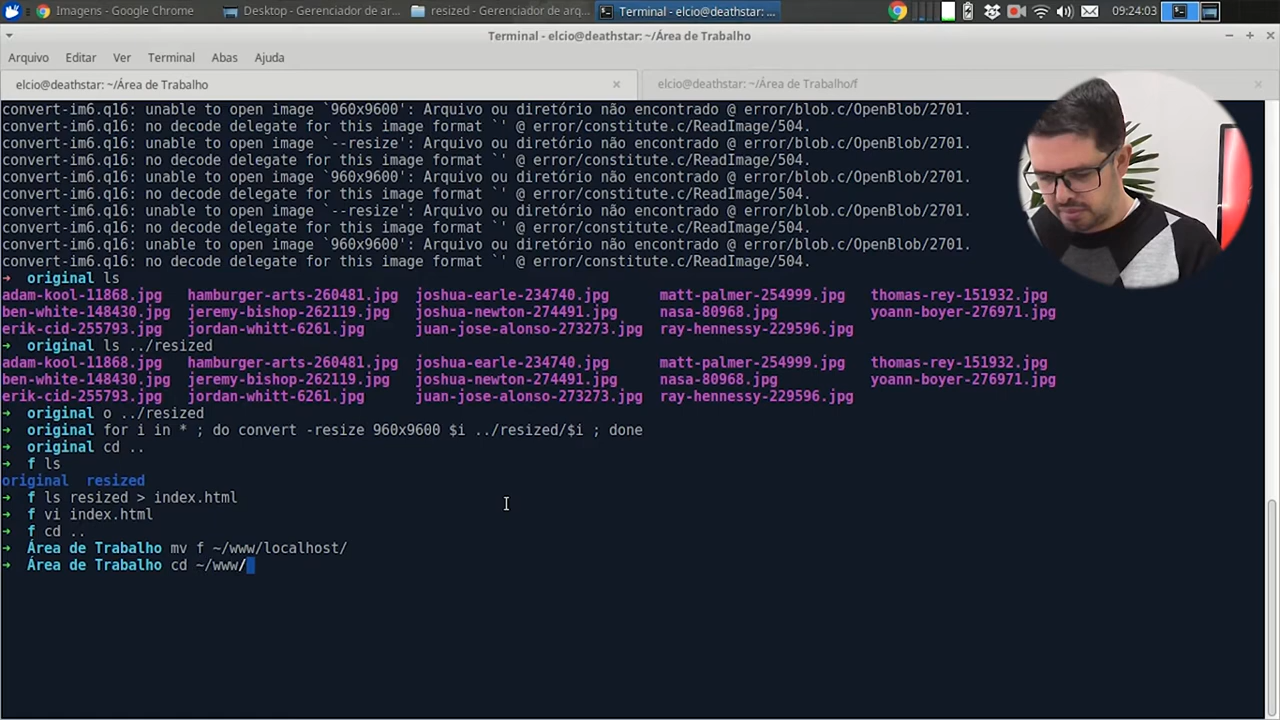 Imagens - Google Chrome
Desktop - Gerenciador de ar...
resized - Gerenciador de arq...
Terminal - elcio@deathstar: ...
09:24:03
Terminal - elcio@deathstar: ~/Área de Trabalho
Arquivo Editar Ver Terminal Abas Ajuda
elcio@deathstar: ~/Área de Trabalho
elcio@deathstar: ~/Área de Trabalho/f
convert-im6.q16: unable to open image `960x9600': Arquivo ou diretório não encontrado @ error/blob.c/OpenBlob/2701.
convert-im6.q16: no decode delegate for this image format `' @ error/constitute.c/ReadImage/504.
convert-im6.q16: unable to open image `--resize': Arquivo ou diretório não encontrado @ error/blob.c/OpenBlob/2701.
convert-im6.q16: no decode delegate for this image format `' @ error/constitute.c/ReadImage/504.
convert-im6.q16: unable to open image `960x9600': Arquivo ou diretório não encontrado @ error/blob.c/OpenBlob/2701.
convert-im6.q16: no decode delegate for this image format `' @ error/constitute.c/ReadImage/504.
convert-im6.q16: unable to open image `--resize': Arquivo ou diretório não encontrado @ error/blob.c/OpenBlob/2701.
convert-im6.q16: no decode delegate for this image format `' @ error/constitute.c/ReadImage/504.
convert-im6.q16: unable to open image `960x9600': Arquivo ou diretório não encontrado @ error/blob.c/OpenBlob/2701.
convert-im6.q16: no decode delegate for this image format `' @ error/constitute.c/ReadImage/504.
→ original ls
adam-kool-11868.jpg hamburger-arts-260481.jpg joshua-earle-234740.jpg matt-palmer-254999.jpg thomas-rey-151932.jpg
ben-white-148430.jpg jeremy-bishop-262119.jpg joshua-newton-274491.jpg nasa-80968.jpg yoann-boyer-276971.jpg
erik-cid-255793.jpg jordan-whitt-6261.jpg juan-jose-alonso-273273.jpg ray-hennessy-229596.jpg
→ original ls ../resized
adam-kool-11868.jpg hamburger-arts-260481.jpg joshua-earle-234740.jpg matt-palmer-254999.jpg thomas-rey-151932.jpg
ben-white-148430.jpg jeremy-bishop-262119.jpg joshua-newton-274491.jpg nasa-80968.jpg yoann-boyer-276971.jpg
erik-cid-255793.jpg jordan-whitt-6261.jpg juan-jose-alonso-273273.jpg ray-hennessy-229596.jpg
→ original o ../resized
→ original for i in * ; do convert -resize 960x9600 $i ../resized/$i ; done
→ original cd ..
→ f ls
original resized
→ f ls resized > index.html
→ f vi index.html
→ f cd ..
→ Área de Trabalho mv f ~/www/localhost/
→ Área de Trabalho cd ~/www/